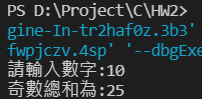 PS D:\Project\C\HW2>
gine-In-tr2haf0z.3b3'
fwpjczv.4sp' '--dbgExe
請輸入數字:10
奇數總和為:25